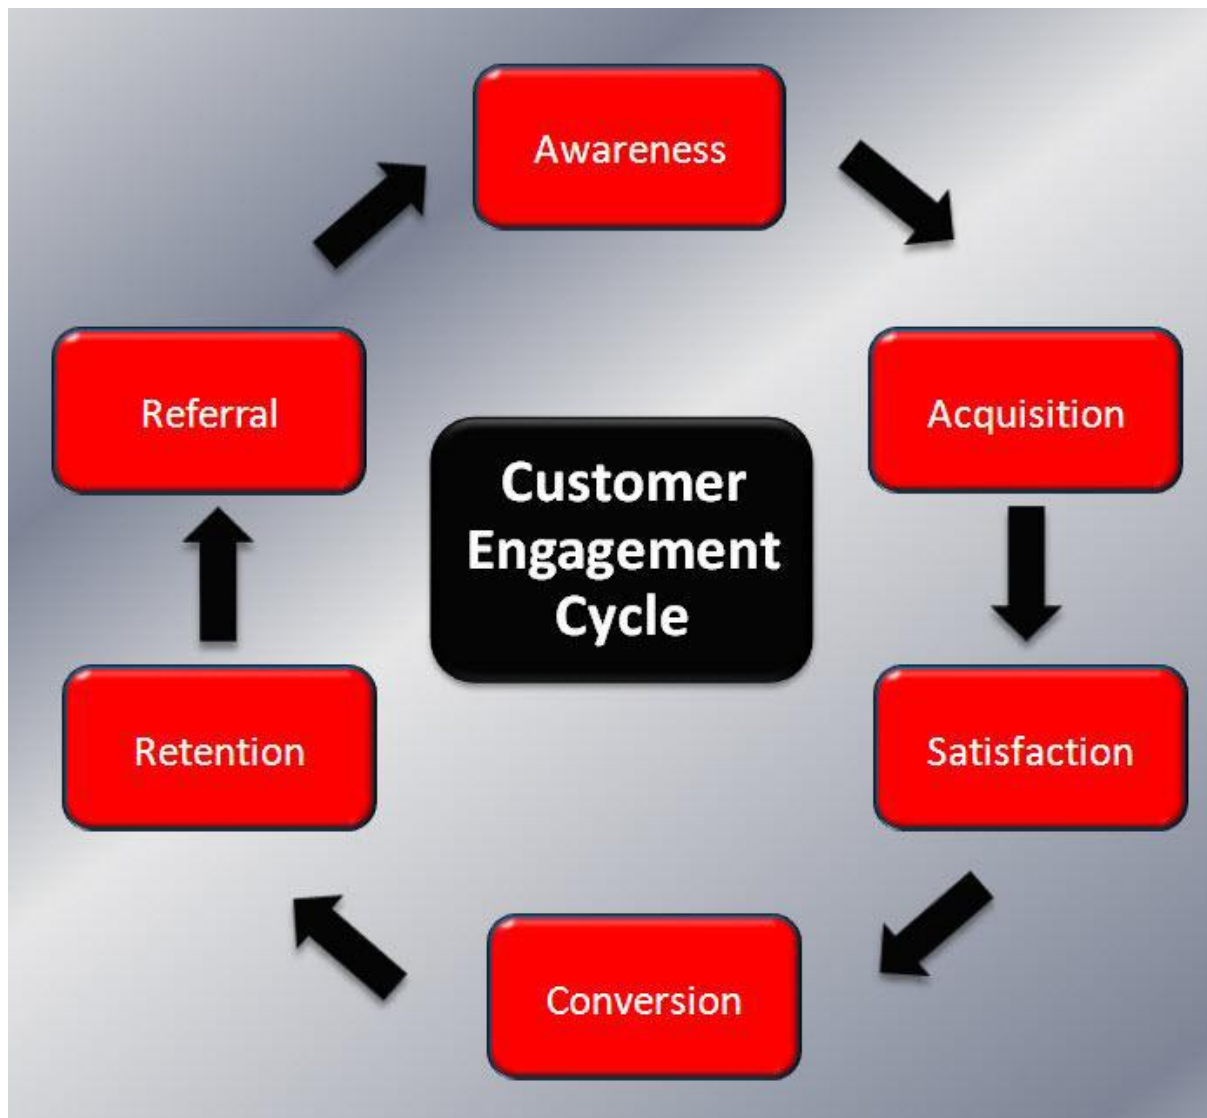 Awareness
Acquisition
Satisfaction
Conversion
Retention
Referral
Customer
Engagement
Cycle